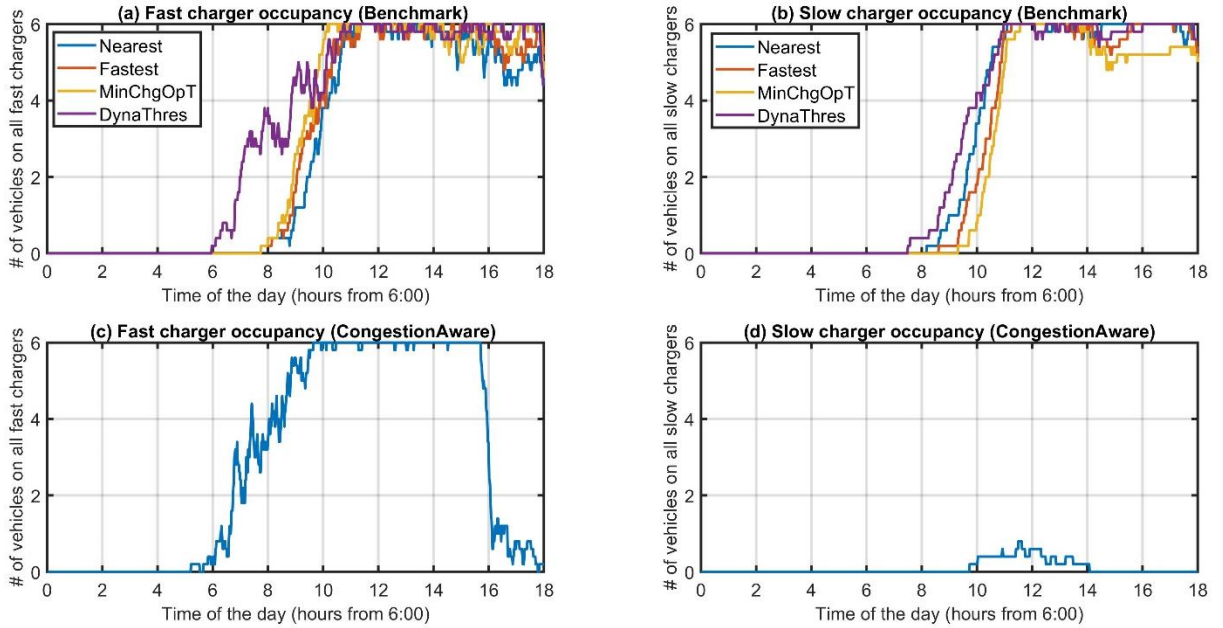 (a) Fast charger occupancy (Benchmark)
# of vehicles on all fast chargers
6
4
2
0
Nearest
Fastest
MinChgOpT
DynaThres
0 2 4 6 8 10 12 14 16 18
Time of the day (hours from 6:00)
(b) Slow charger occupancy (Benchmark)
# of vehicles on all slow chargers
6
4
2
0
Nearest
Fastest
MinChgOpT
DynaThres
0 2 4 6 8 10 12 14 16 18
Time of the day (hours from 6:00)
(c) Fast charger occupancy (CongestionAware)
# of vehicles on all fast chargers
6
4
2
0
0 2 4 6 8 10 12 14 16 18
Time of the day (hours from 6:00)
(d) Slow charger occupancy (CongestionAware)
# of vehicles on all slow chargers
6
4
2
0
0 2 4 6 8 10 12 14 16 18
Time of the day (hours from 6:00)